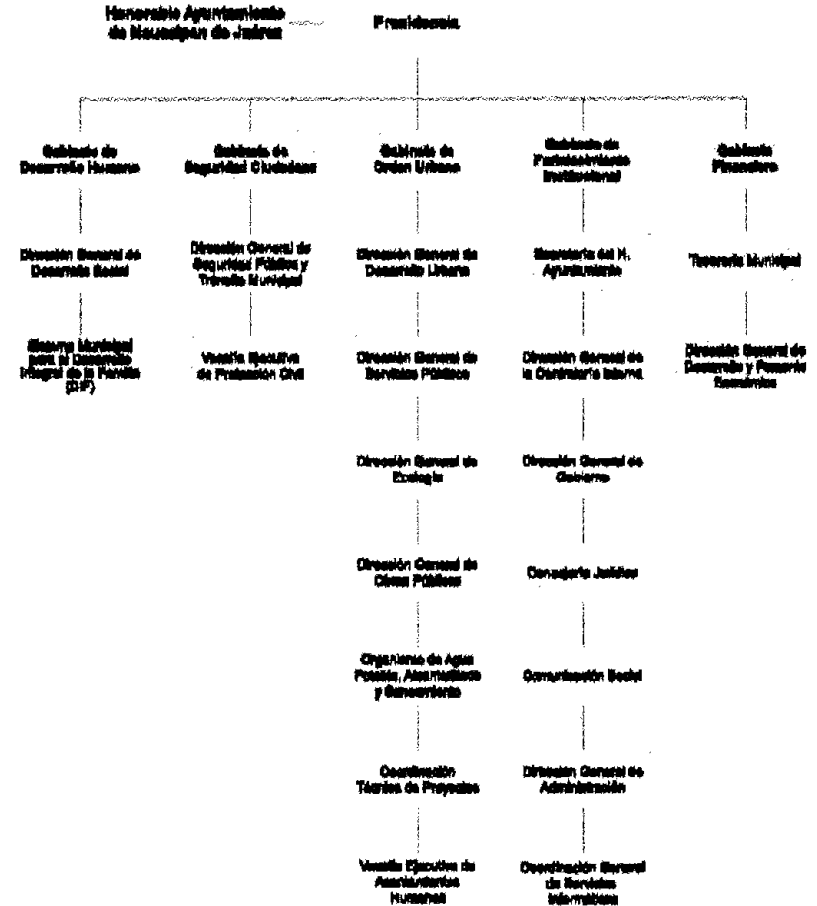 Honorable Ayuntamiento
de Naucalpan de Juárez
Presidencia
Gabinete de
Desarrollo Humano
Gabinete de
Seguridad Ciudadana
Gabinete de
Orden Urbano
Gabinete de
Fortalecimiento
Institucional
Gabinete
Financiero
Dirección General de
Desarrollo Social
Dirección General de
Seguridad Pública y
Tránsito Municipal
Dirección General de
Desarrollo Urbano
Secretaría del H.
Ayuntamiento
Tesorería Municipal
Sistema Municipal
para el Desarrollo
Integral de la Familia
(DIF)
Vocalía Ejecutiva
de Protección Civil
Dirección General de
Servicios Públicos
Dirección General de
la Contraloría Interna
Dirección General de
Desarrollo y Fomento
Económico
Dirección General de
Ecología
Dirección General de
Gobierno
Dirección General de
Obras Públicas
Consejería Jurídica
Organismo de Agua
Potable, Alcantarillado
y Saneamiento
Comunicación Social
Coordinación
Técnica de Proyectos
Dirección General de
Administración
Vocalía Ejecutiva de
Asentamientos
Humanos
Coordinación General
de Servicios
Informáticos